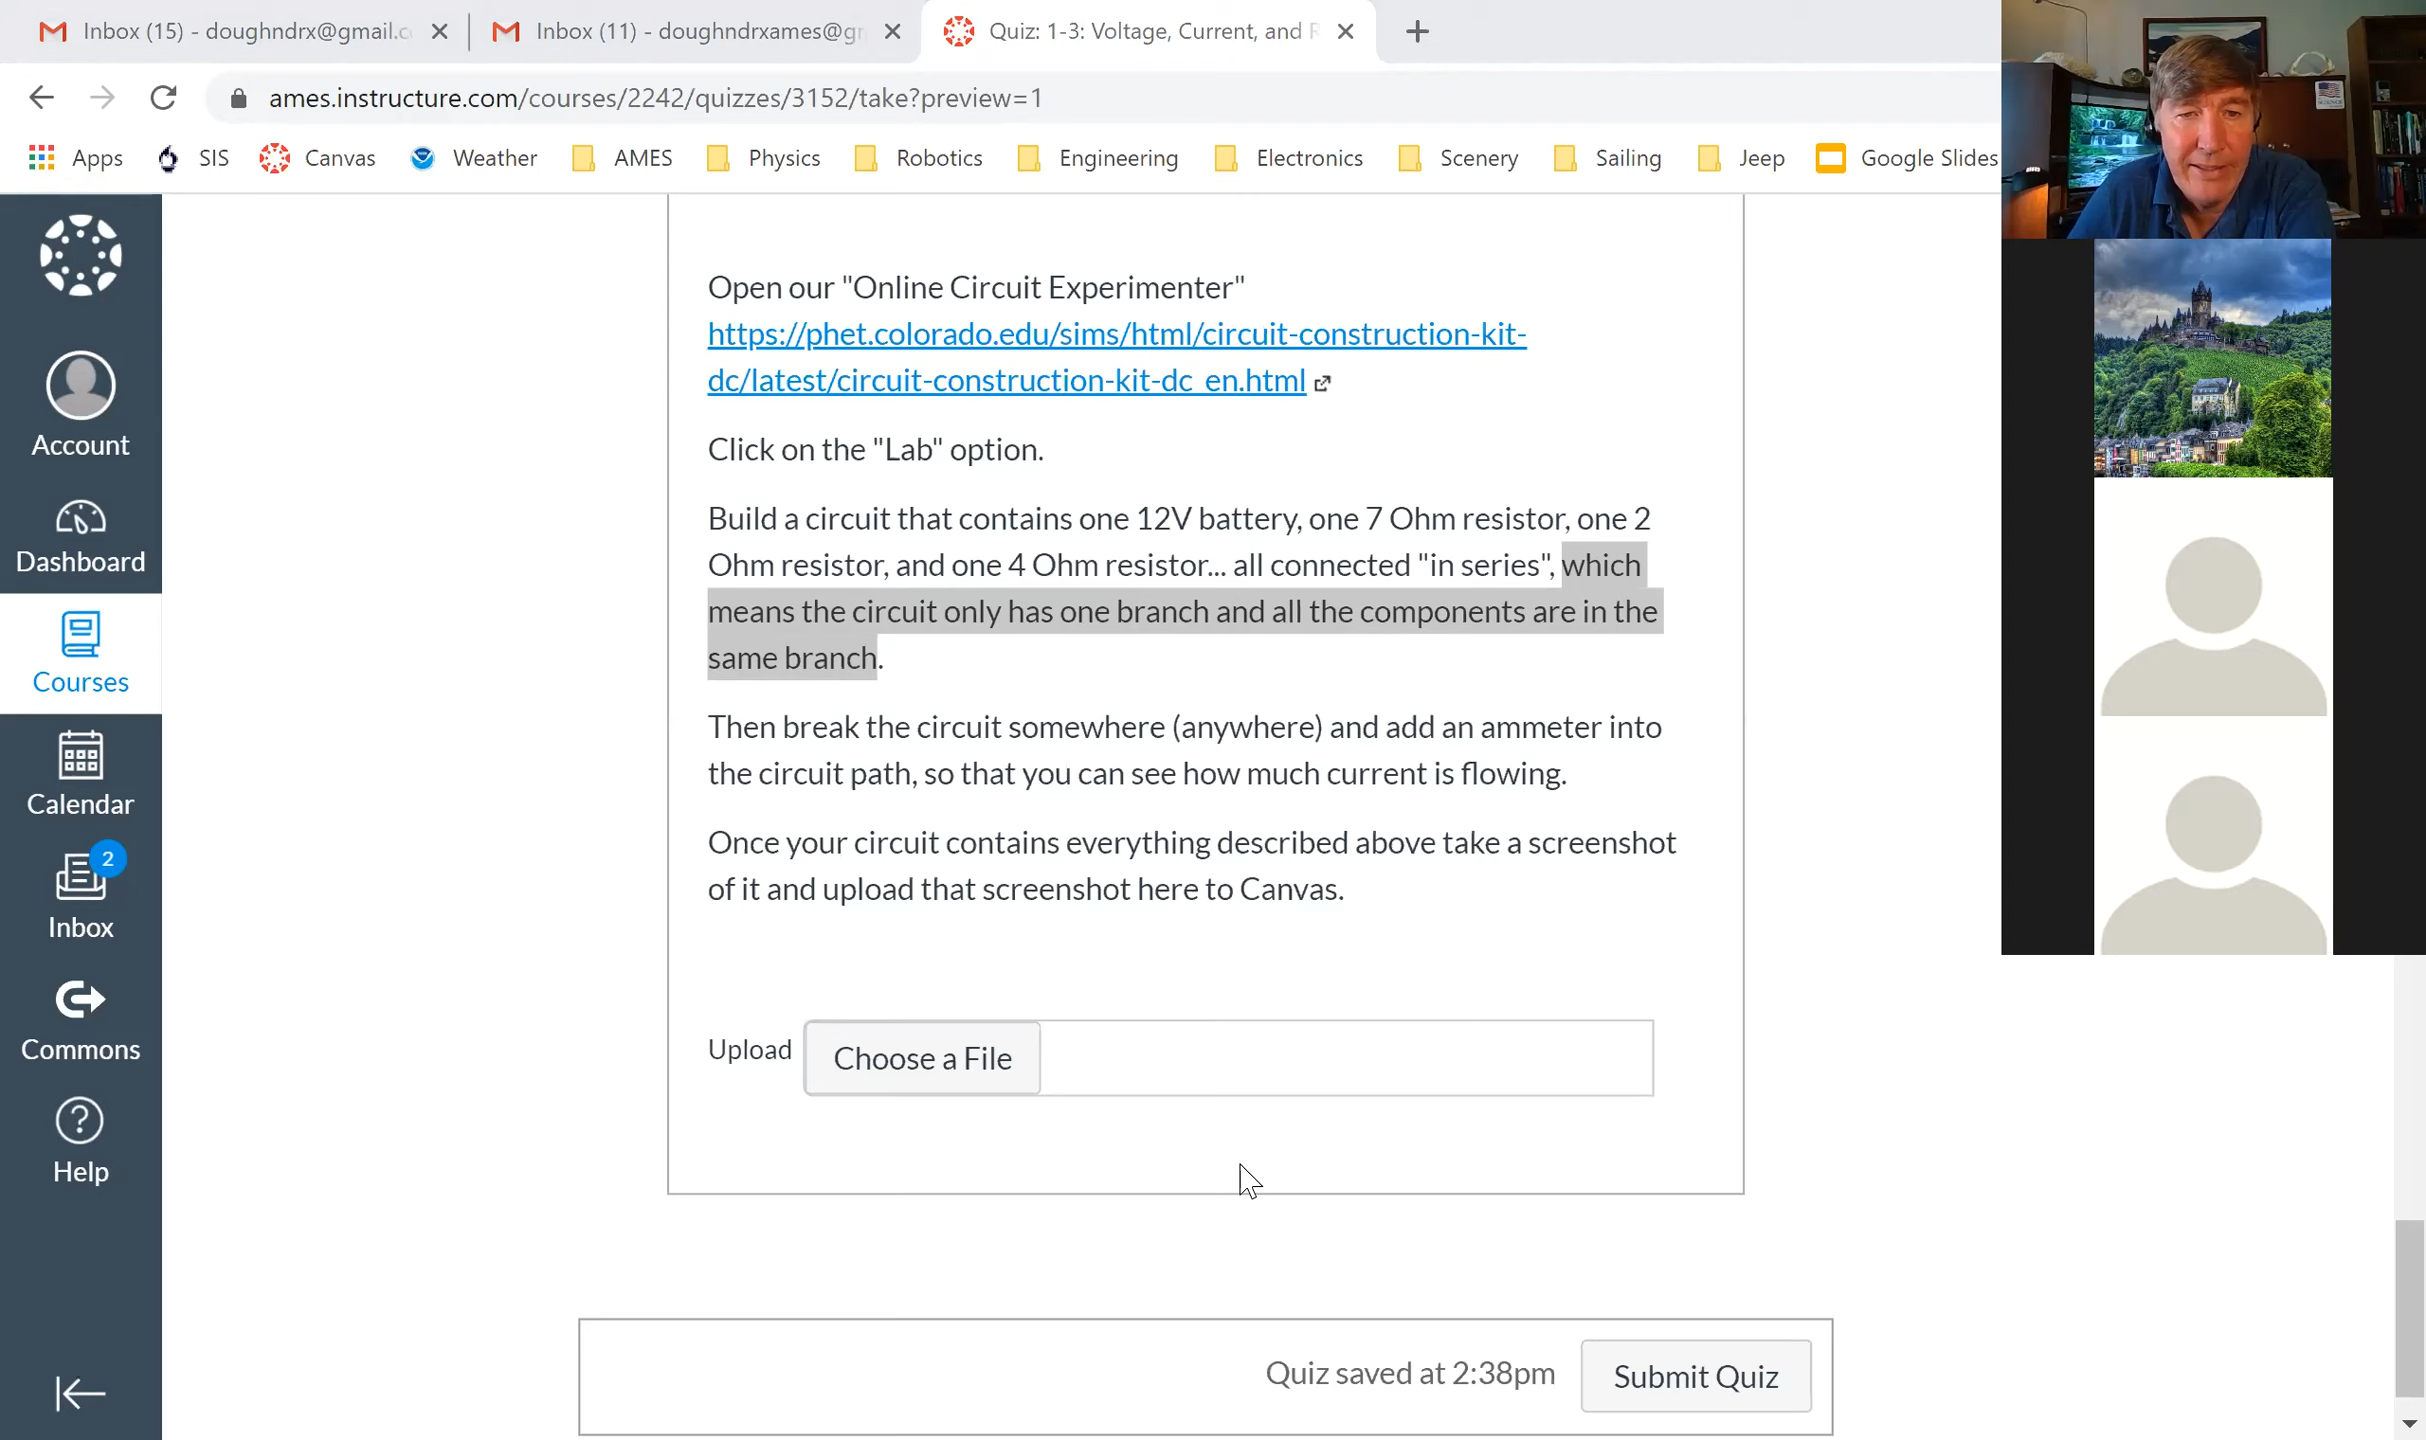 Inbox (15) - doughndrx@gmail.c
Inbox (11) - doughndrxames@g
Quiz: 1-3: Voltage, Current, and R
ames.instructure.com/courses/2242/quizzes/3152/take?preview=1
Apps SIS Canvas Weather AMES Physics Robotics Engineering Electronics Scenery Sailing Jeep Google Slides
Open our "Online Circuit Experimenter"
https://phet.colorado.edu/sims/html/circuit-construction-kit-
dc/latest/circuit-construction-kit-dc_en.html
Click on the "Lab" option.
Build a circuit that contains one 12V battery, one 7 Ohm resistor, one 2
Ohm resistor, and one 4 Ohm resistor... all connected "in series", which
means the circuit only has one branch and all the components are in the
same branch.
Then break the circuit somewhere (anywhere) and add an ammeter into
the circuit path, so that you can see how much current is flowing.
Once your circuit contains everything described above take a screenshot
of it and upload that screenshot here to Canvas.
Upload Choose a File
Quiz saved at 2:38pm Submit Quiz
Account
Dashboard
Courses
Calendar
2
Inbox
Commons
Help